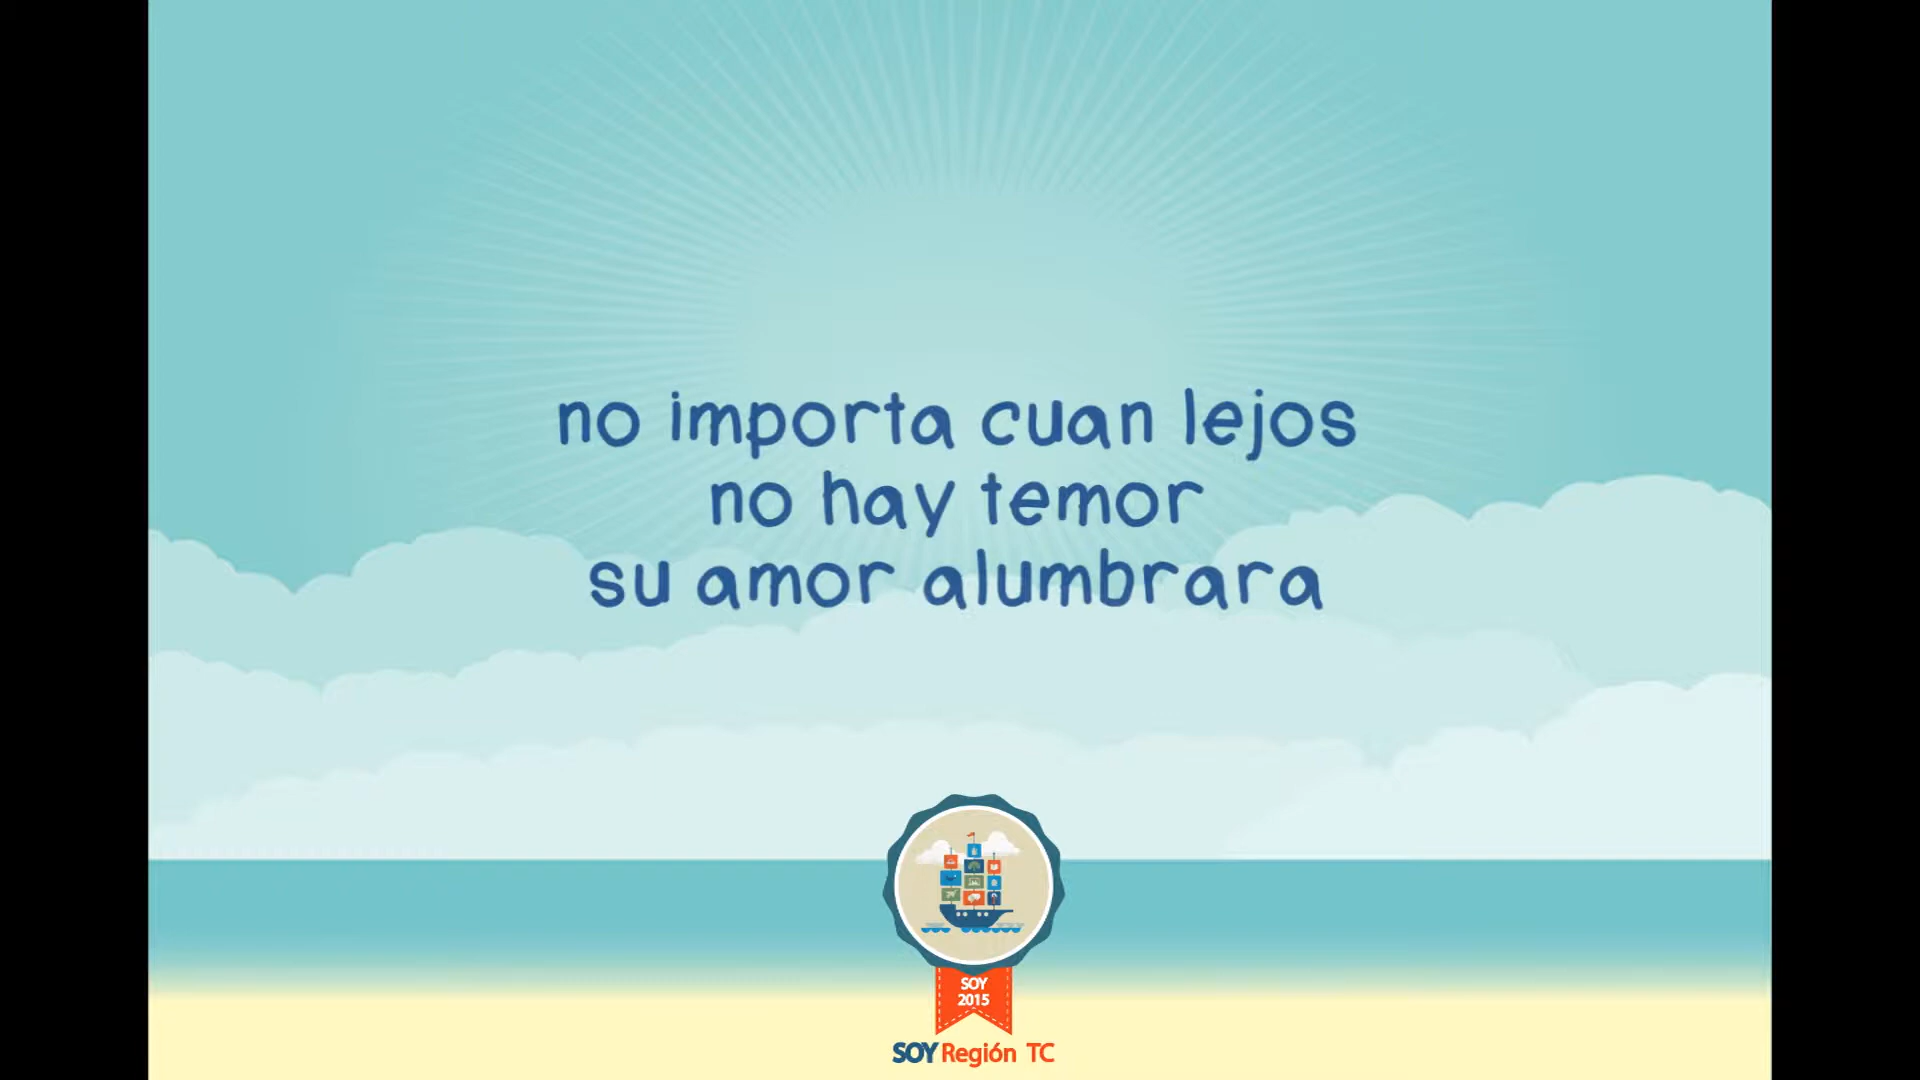 no importa cuan lejos
no hay temor
su amor alumbrara
SOY
2015
SOY Región TC